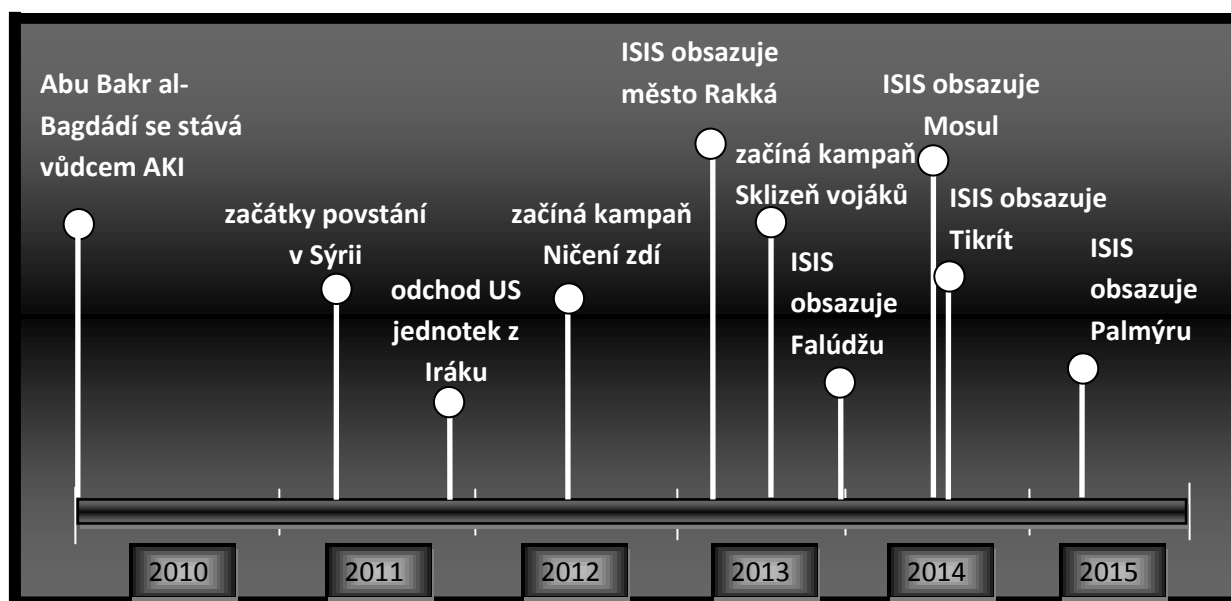 Abu Bakr al-
Bagdádí se stává
vůdcem AKI
začátky povstání
v Sýrii
odchod US
jednotek z
Iráku
začíná kampaň
Ničení zdí
ISIS obsazuje
město Rakká
začíná kampaň
Sklizeň vojáků
ISIS
obsazuje
Falúdžu
ISIS obsazuje
Mosul
ISIS obsazuje
Tikrít
ISIS
obsazuje
Palmýru
2010
2011
2012
2013
2014
2015